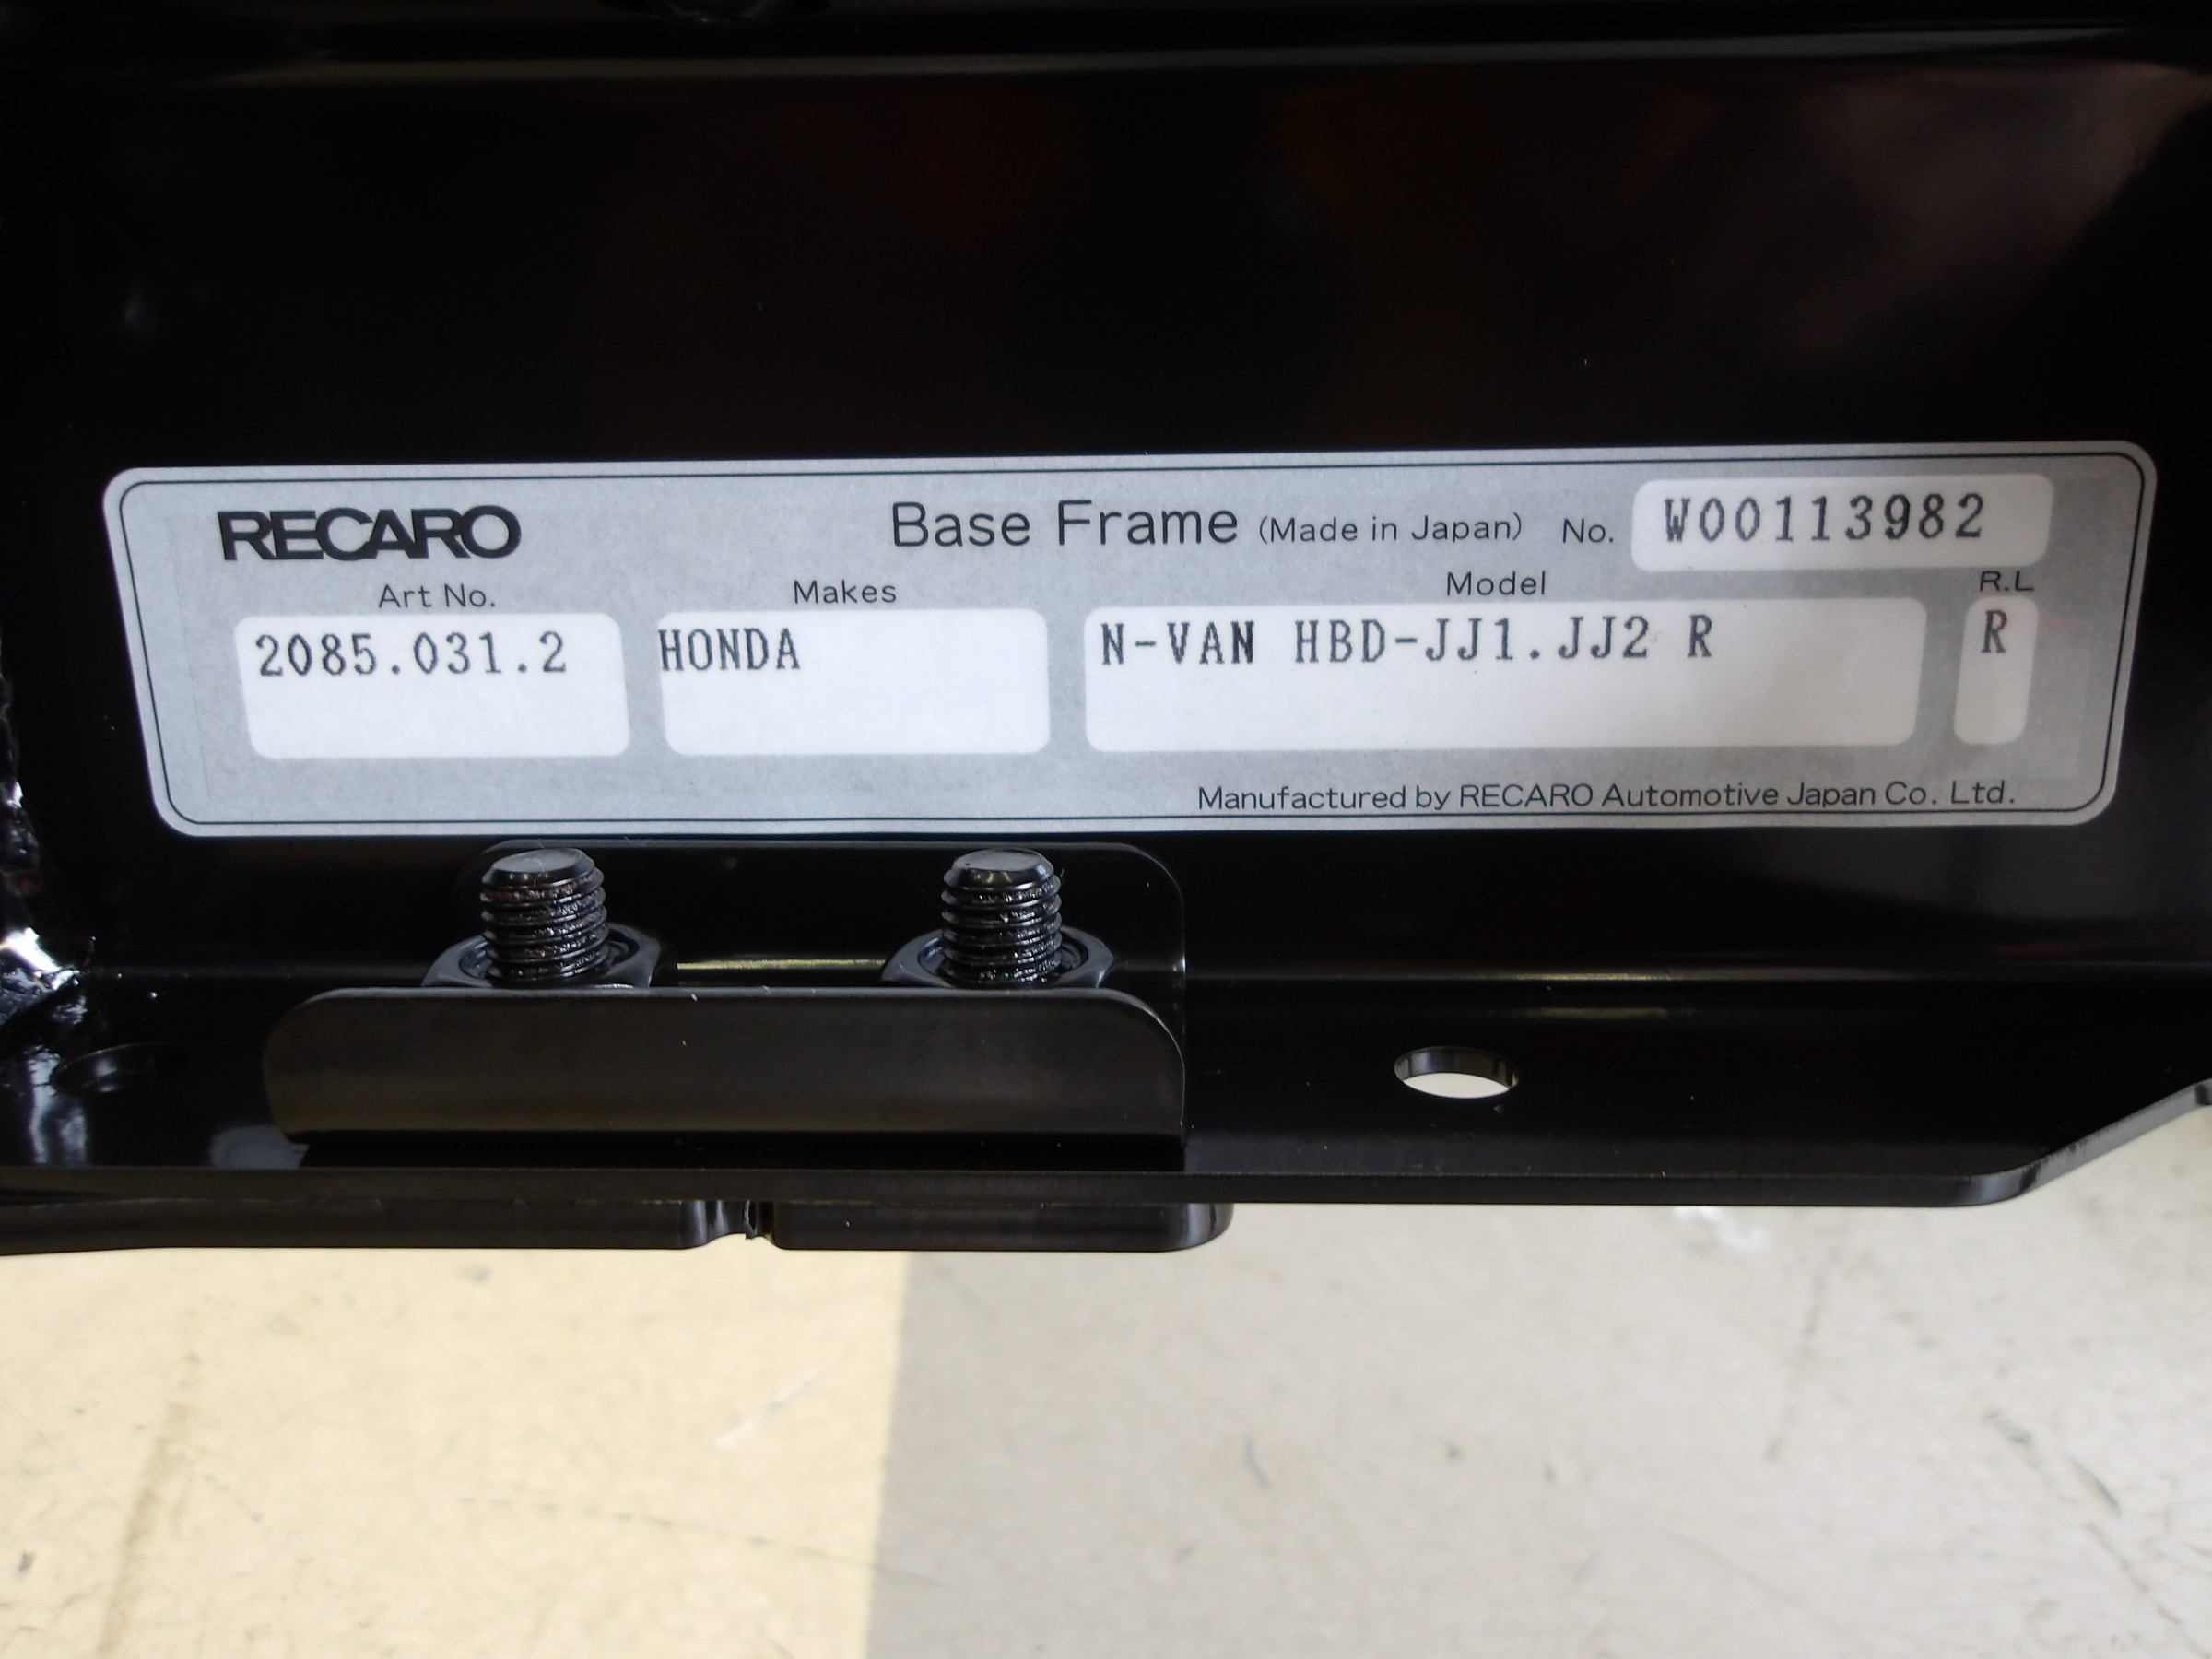 RECARO Base Frame (Made in Japan) No. W00113982
Art No. Makes Model R.L
2085.031.2 HONDA N-VAN HBD-JJ1.JJ2 R R
Manufactured by RECARO Automotive Japan Co. Ltd.